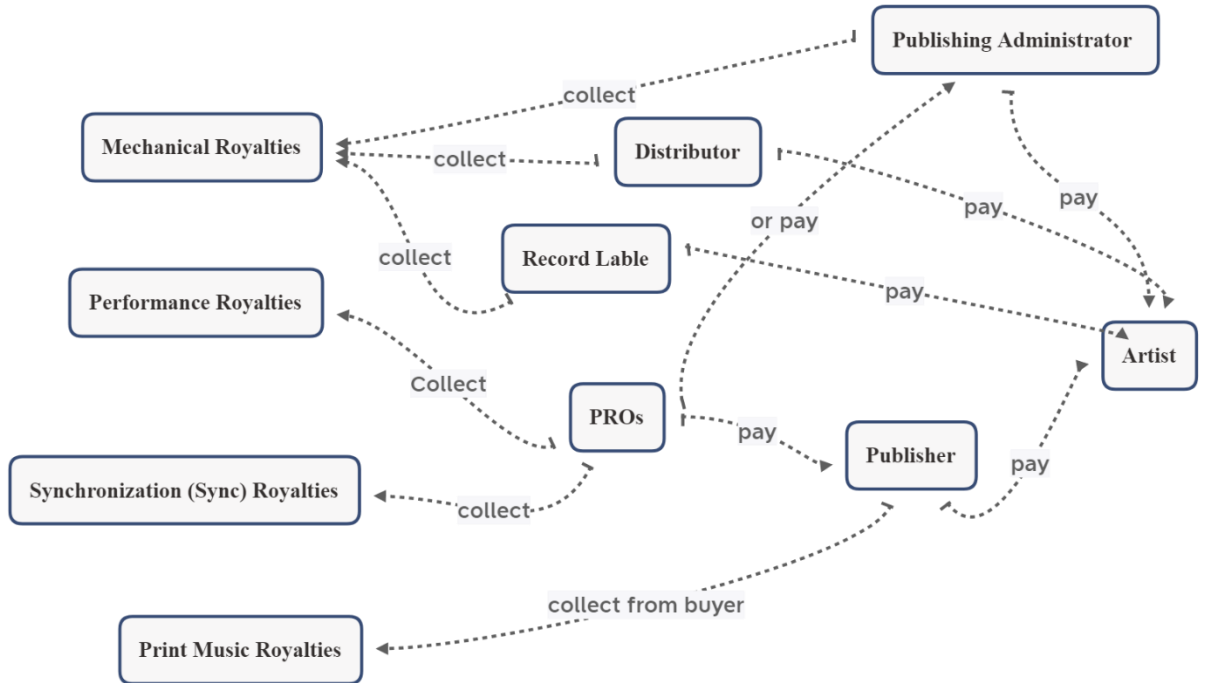 Publishing Administrator
collect
Mechanical Royalties
collect
Distributor
pay
pay
or pay
collect
Record Lable
pay
Performance Royalties
Artist
Collect
PROs
pay
Publisher
pay
Synchronization (Sync) Royalties
collect
collect from buyer
Print Music Royalties